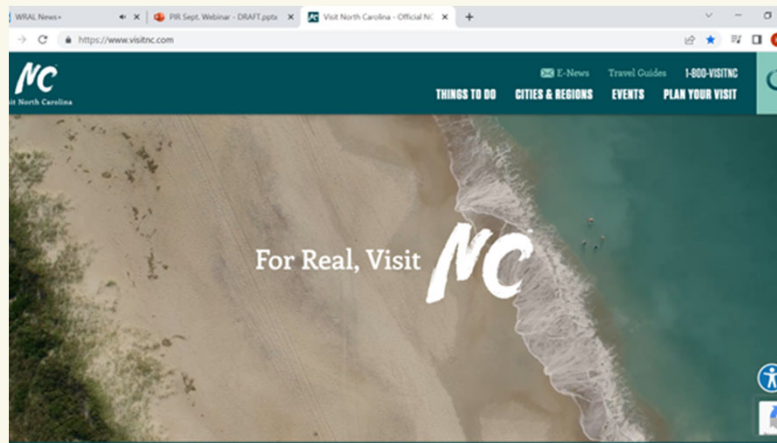 WRAL News+
PIR Sept. Webinar - DRAFT.pptx
Visit North Carolina - Official NC
https://www.visitnc.com
E-News Travel Guides 1-800-VISITNC
NC
North Carolina
THINGS TO DO CITIES & REGIONS EVENTS PLAN YOUR VISIT
For Real, Visit NC